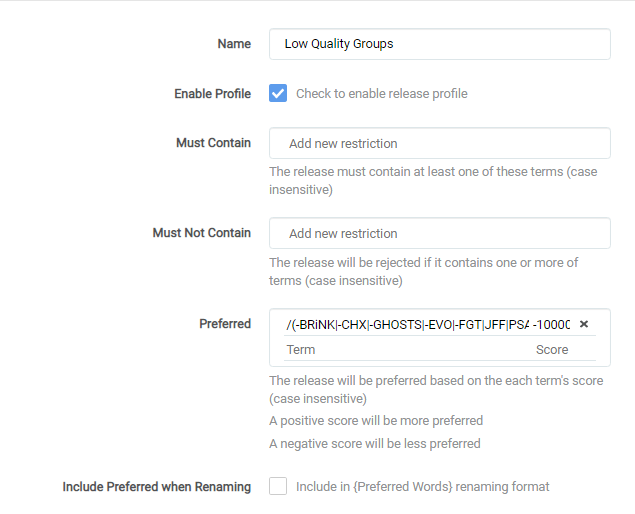 Name
Low Quality Groups
Enable Profile
Check to enable release profile
Must Contain
Add new restriction
The release must contain at least one of these terms (case
insensitive)
Must Not Contain
Add new restriction
The release will be rejected if it contains one or more of
terms (case insensitive)
Preferred
/(-BRiNK|-CHX|-GHOSTS|-EVO|-FGT|JFF|PSA -10000
Term Score
The release will be preferred based on the each term's score
(case insensitive)
A positive score will be more preferred
A negative score will be less preferred
Include Preferred when Renaming
Include in {Preferred Words} renaming format